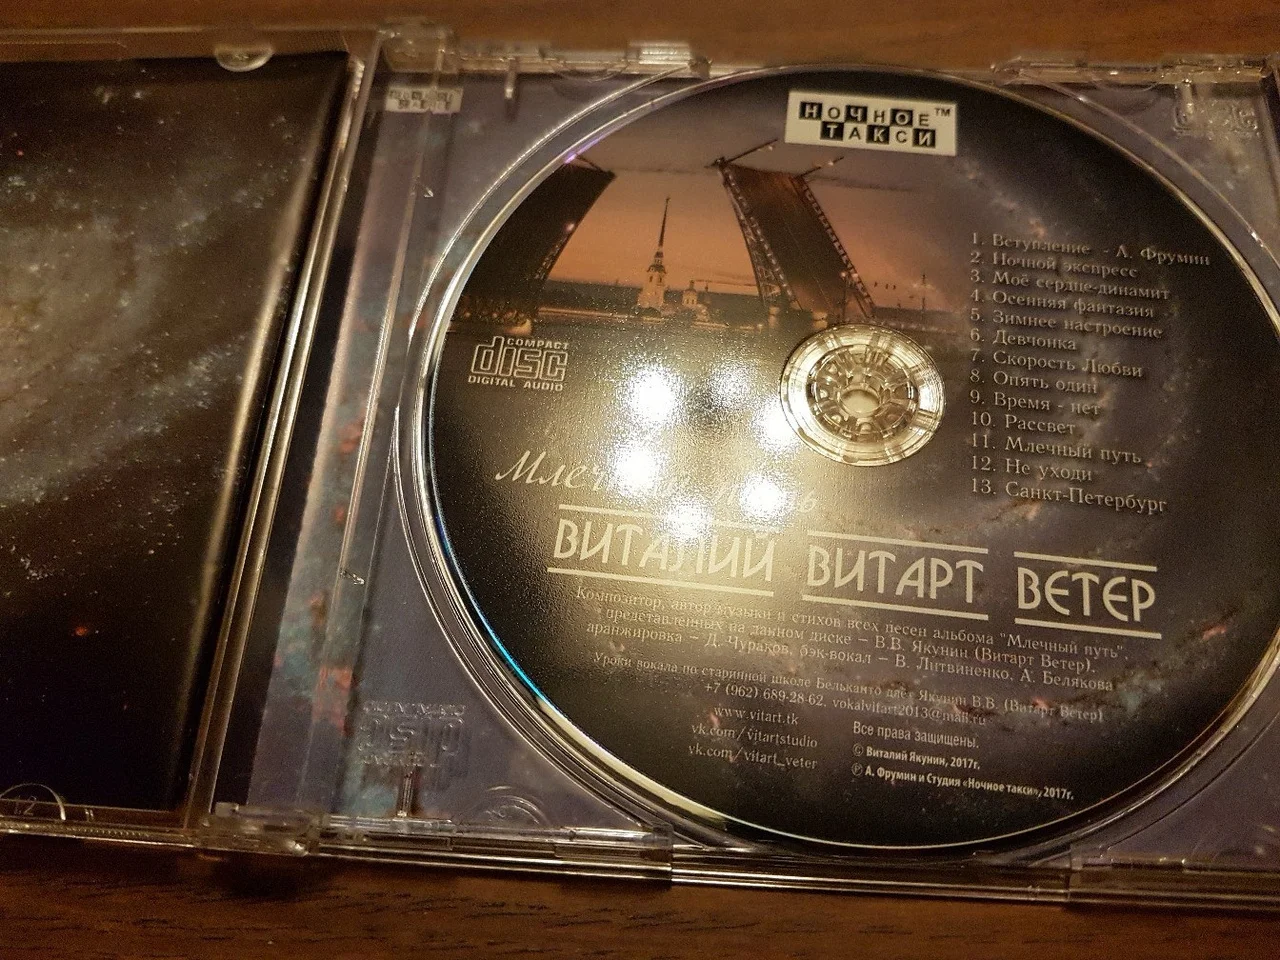 НОЧНОЕ™
ТАКСИ
1. Вступление - А. Фрумин
2. Ночной экспресс
3. Моё сердце-динамит
4. Осенняя фантазия
5. Зимнее настроение
6. Девчонка
7. Скорость Любви
8. Опять один
9. Время - нет
10. Рассвет
11. Млечный путь
12. Не уходи
13. Санкт-Петербург
COMPACT
disc
DIGITAL AUDIO
ВИТАЛИЙ ВИТАРТ ВЕТЕР
Композитор, автор музыки и стихов всех песен альбома "Млечный путь",
представленных на данном диске – В.В. Якунин (Витарт Ветер),
аранжировка – Д. Чураков, бэк-вокал – В. Литвиненко, А. Белякова
Уроки вокала по старинной школе Бельканто даёт Якунин В.В. (Витарт Ветер)
+7 (962) 689-28-62, vokalvitart2013@mail.ru
www.vitart.tk
vk.com/vitartstudio
vk.com/vitart_veter
Все права защищены.
© Виталий Якунин, 2017г,
℗ А. Фрумин и Студия «Ночное такси», 2017г.